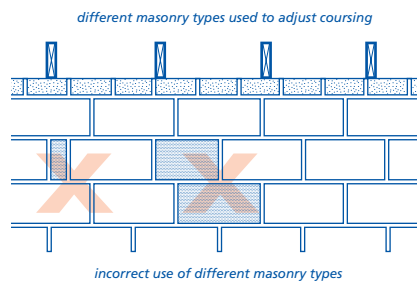 different masonry types used to adjust coursing
incorrect use of different masonry types